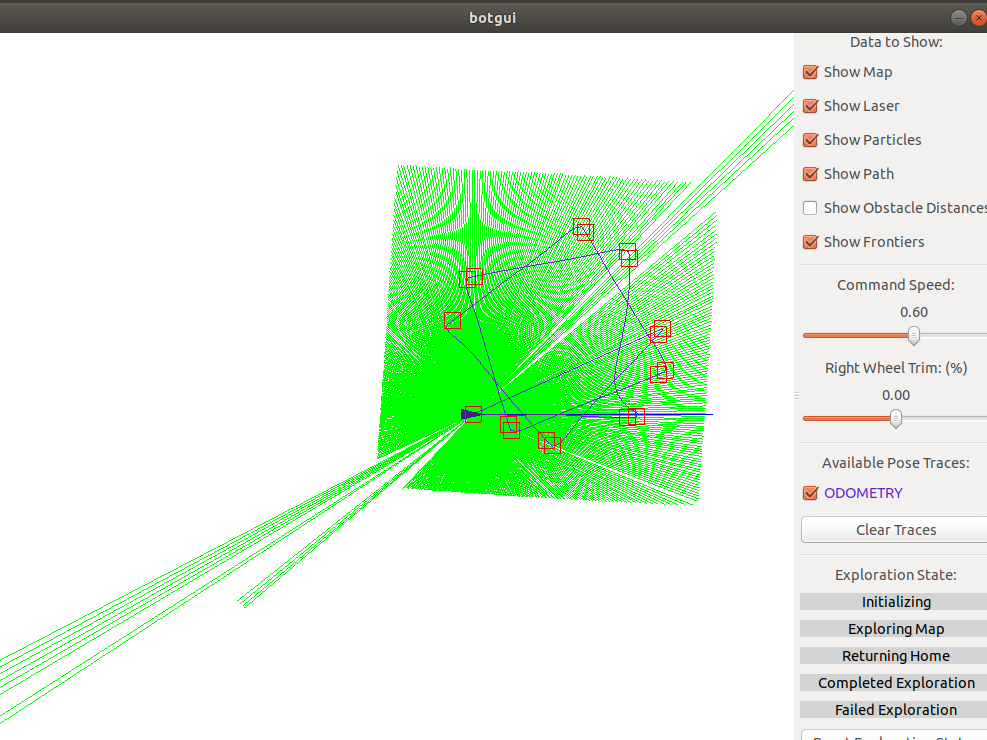 botgui
Data to Show:
Show Map
Show Laser
Show Particles
Show Path
Show Obstacle Distances
Show Frontiers
Command Speed:
0.60
Right Wheel Trim: (%)
0.00
Available Pose Traces:
ODOMETRY
Clear Traces
Exploration State:
Initializing
Exploring Map
Returning Home
Completed Exploration
Failed Exploration